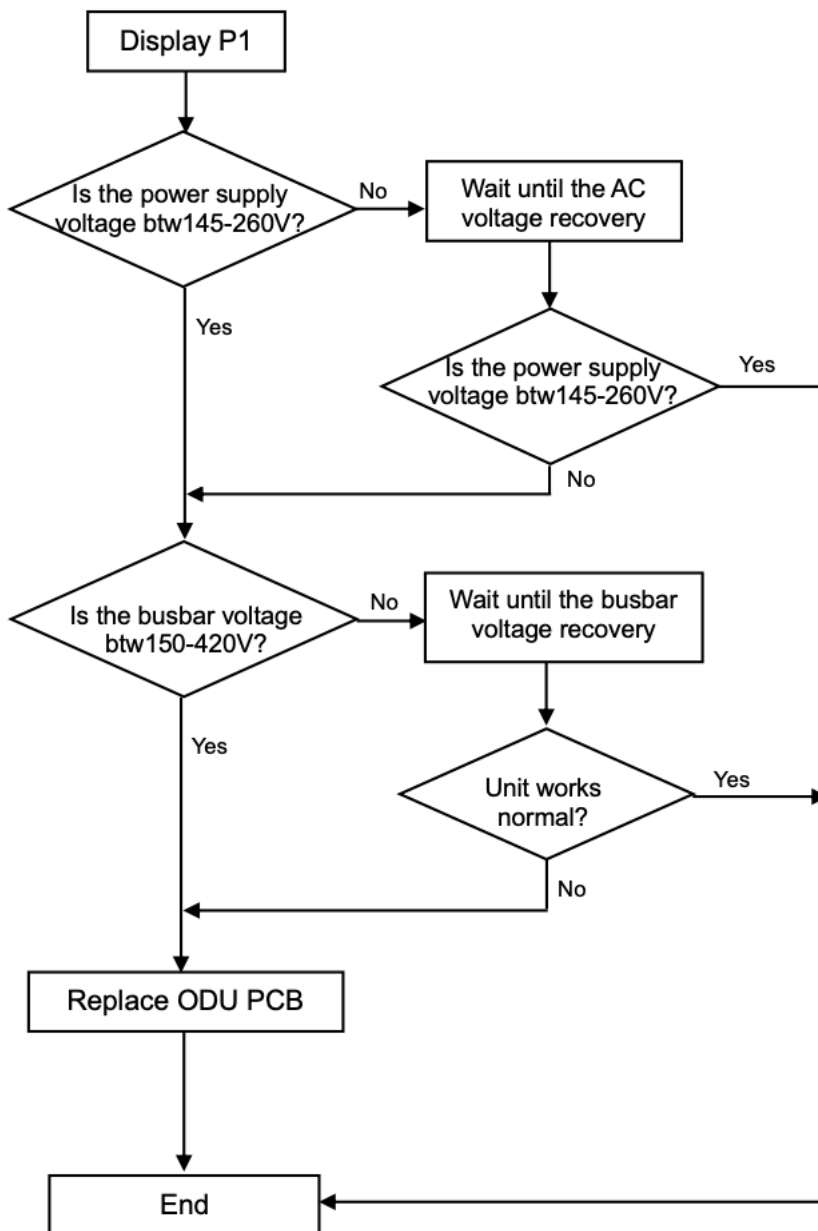 Display P1
Is the power supply
voltage btw145-260V?
No
Wait until the AC
voltage recovery
Yes
Is the power supply
voltage btw145-260V?
Yes
No
Is the busbar voltage
btw150-420V?
No
Wait until the busbar
voltage recovery
Yes
Unit works
normal?
Yes
No
Replace ODU PCB
End